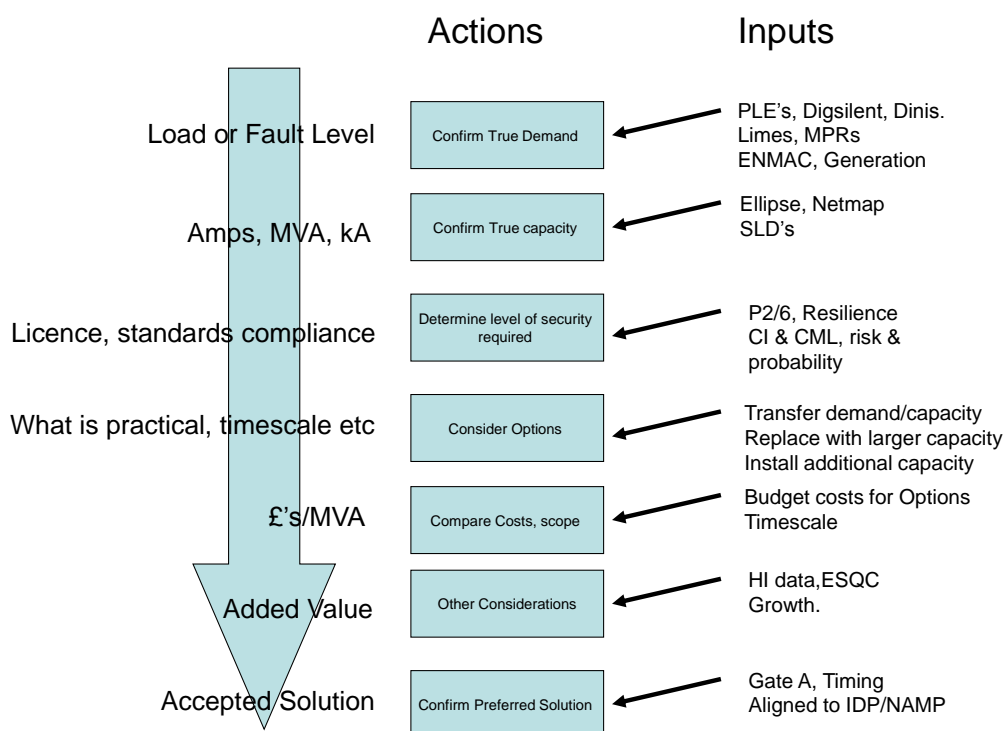 Actions
Inputs
Load or Fault Level
Confirm True Demand
PLE's, Digsilent, Dinis.
Limes, MPRs
ENMAC, Generation
Amps, MVA, kA
Confirm True capacity
Ellipse, Netmap
SLD's
Licence, standards compliance
Determine level of security
required
P2/6, Resilience
CI & CML, risk &
probability
What is practical, timescale etc
Consider Options
Transfer demand/capacity
Replace with larger capacity
Install additional capacity
£'s/MVA
Compare Costs, scope
Budget costs for Options
Timescale
Added Value
Other Considerations
HI data,ESQC
Growth.
Accepted Solution
Confirm Preferred Solution
Gate A, Timing
Aligned to IDP/NAMP